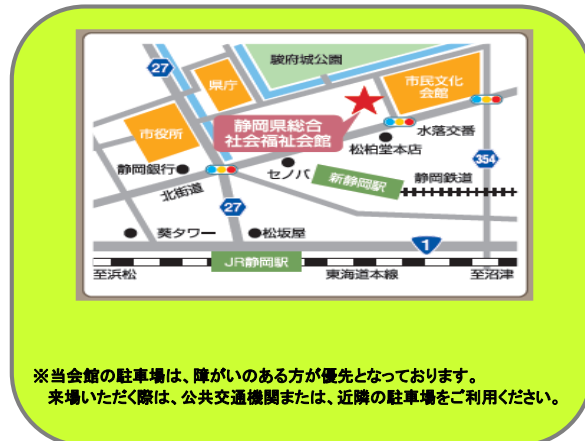 駿府城公園
27
県庁
市民文化
会館
市役所
静岡県総合
社会福祉会館
水落交番
松柏堂本店
静岡銀行
セノバ
新静岡駅
静岡鉄道
354
北街道
27
葵タワー
松坂屋
1
JR静岡駅
至浜松
東海道本線
至沼津
※当会館の駐車場は、障がいのある方が優先となっております。
来場いただく際は、公共交通機関または、近隣の駐車場をご利用ください。